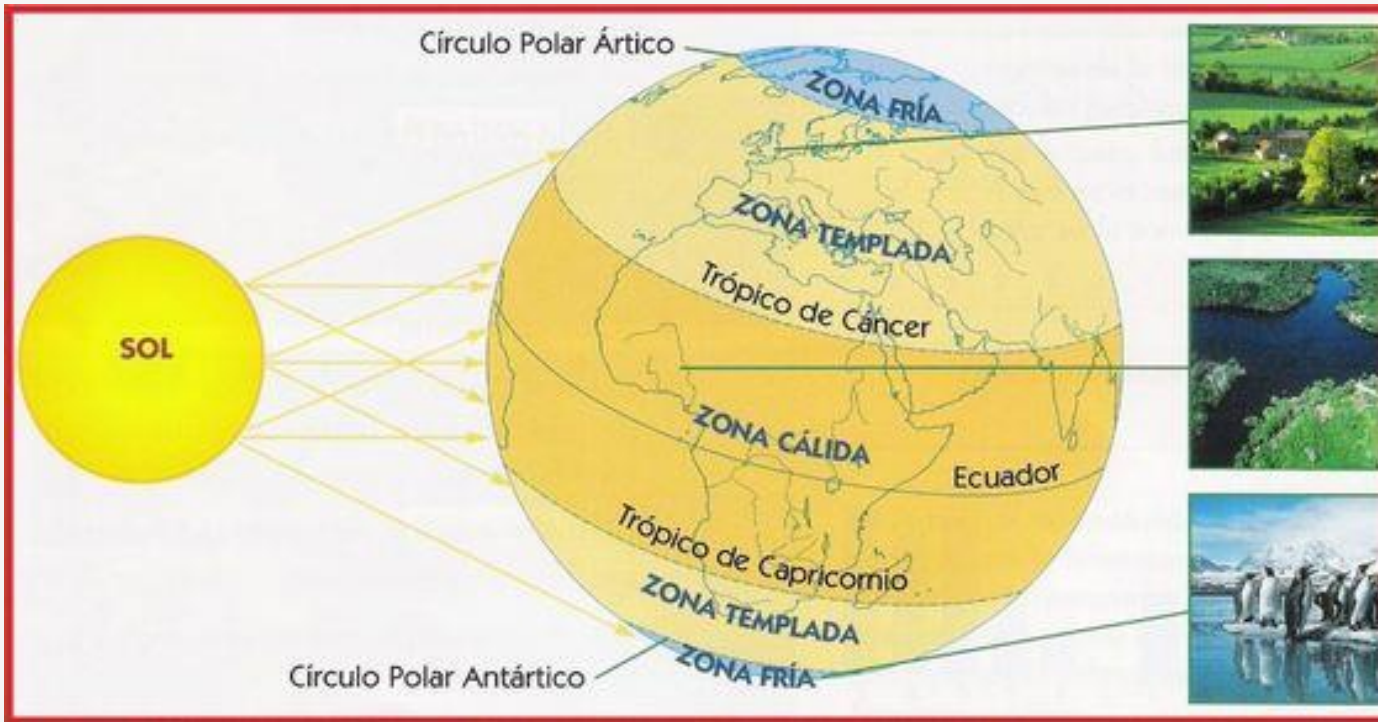 Círculo Polar Ártico
ZONA FRÍA
ZONA TEMPLADA
Trópico de Cáncer
SOL
ZONA CÁLIDA
Ecuador
Trópico de Capricornio
ZONA TEMPLADA
Círculo Polar Antártico
ZONA FRÍA